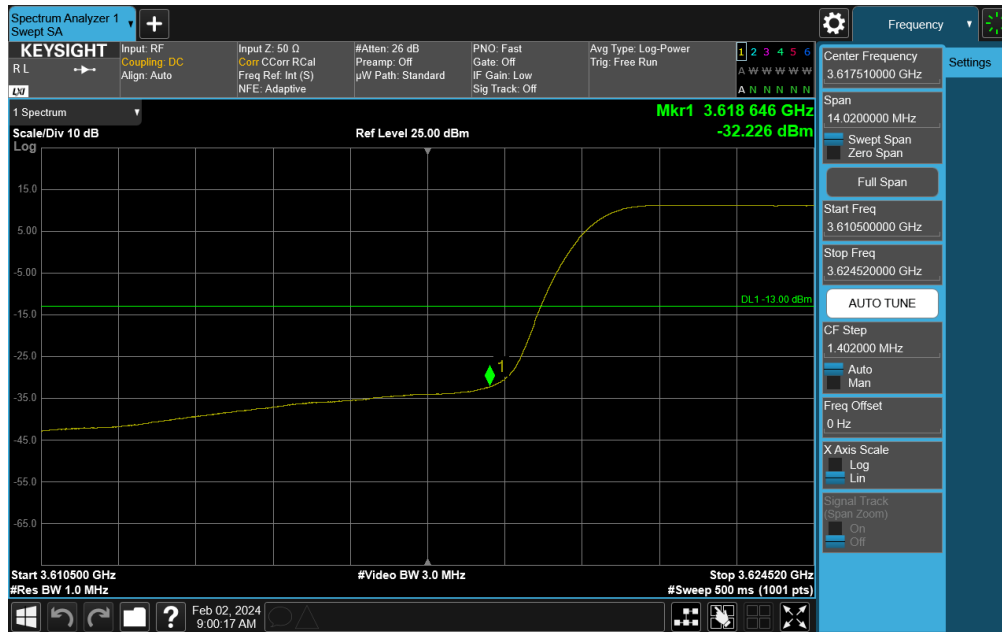 Spectrum Analyzer 1
Swept SA
Frequency
KEYSIGHT
R L
LXI
Input: RF
Coupling: DC
Align: Auto
Input Z: 50 Ω
Corr CCorr RCal
Freq Ref: Int (S)
NFE: Adaptive
#Atten: 26 dB
Preamp: Off
µW Path: Standard
PNO: Fast
Gate: Off
IF Gain: Low
Sig Track: Off
Avg Type: Log-Power
Trig: Free Run
1 2 3 4 5 6
A W W W W W
A N N N N N
1 Spectrum
Scale/Div 10 dB
Log
Ref Level 25.00 dBm
Mkr1 3.618 646 GHz
-32.226 dBm
15.0
5.00
-5.00
-15.0
-25.0
-35.0
-45.0
-55.0
-65.0
DL1 -13.00 dBm
1
Start 3.610500 GHz
#Res BW 1.0 MHz
#Video BW 3.0 MHz
Stop 3.624520 GHz
#Sweep 500 ms (1001 pts)
Center Frequency
3.617510000 GHz
Span
14.0200000 MHz
Swept Span
Zero Span
Full Span
Start Freq
3.610500000 GHz
Stop Freq
3.624520000 GHz
AUTO TUNE
CF Step
1.402000 MHz
Auto
Man
Freq Offset
0 Hz
X Axis Scale
Log
Lin
Signal Track
(Span Zoom)
On
Off
Settings
?
Feb 02, 2024
9:00:17 AM